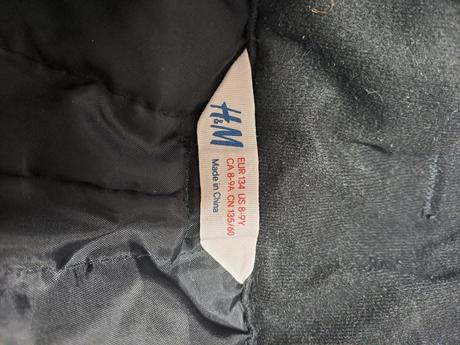 H&M
EUR 134 US 8-9Y
CA 8-9A CN 135/60
Made in China